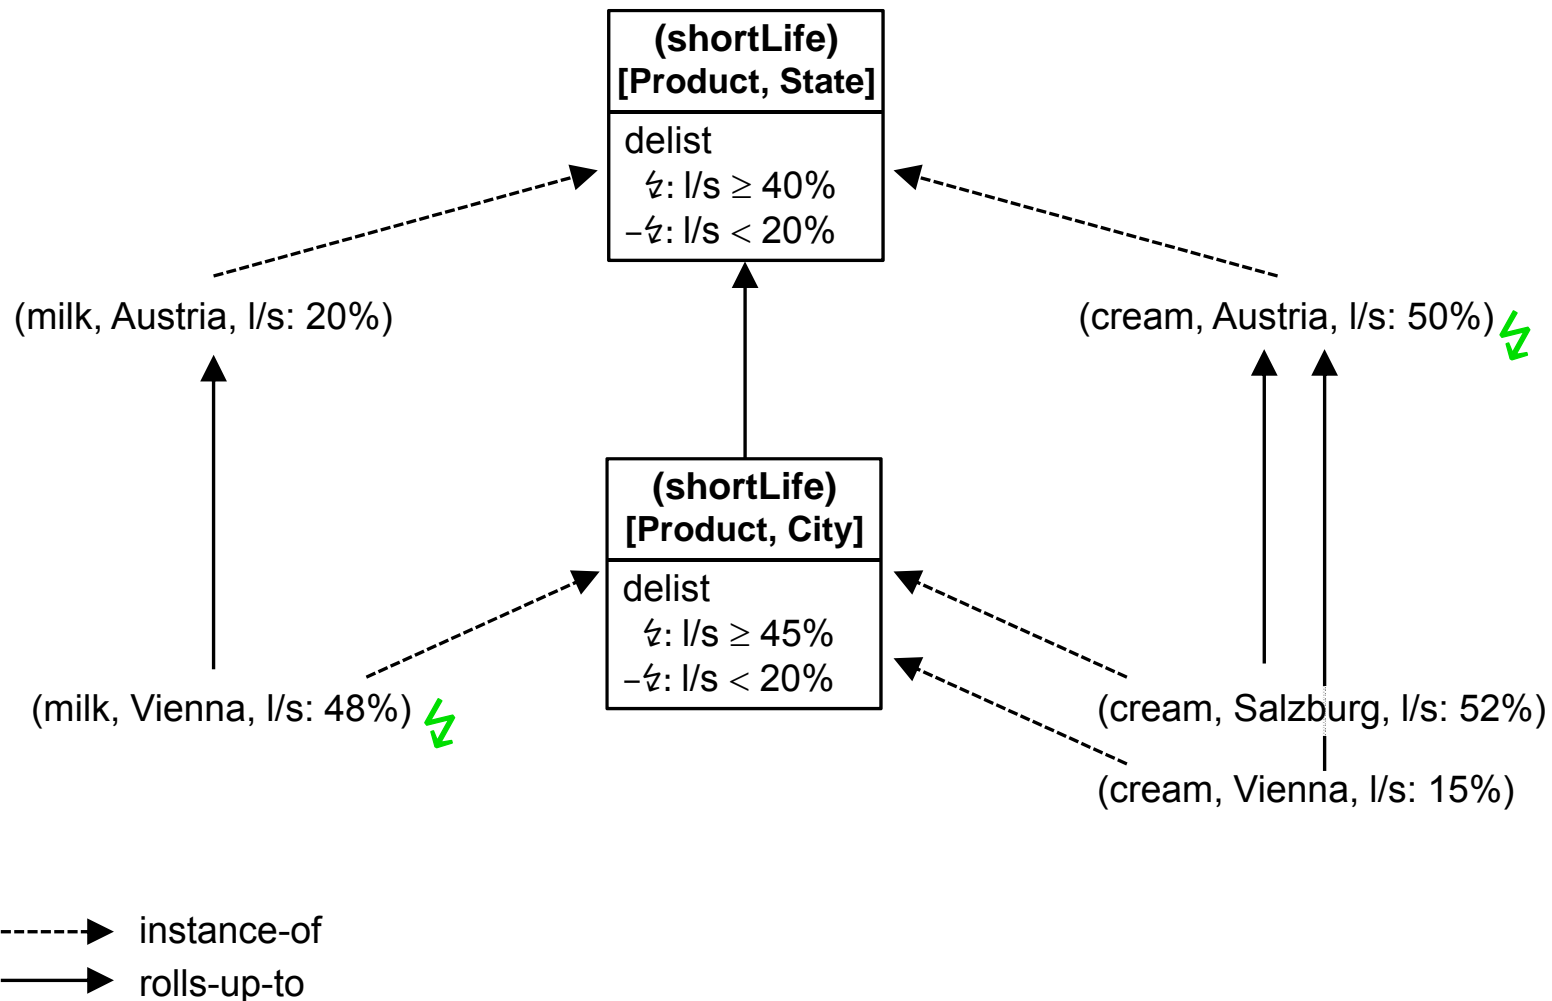 (shortLife)
[Product, State]
delist
↯: l/s ≥ 40%
–↯: l/s < 20%
(milk, Austria, l/s: 20%)
(cream, Austria, l/s: 50%) ↯
(shortLife)
[Product, City]
delist
↯: l/s ≥ 45%
–↯: l/s < 20%
(milk, Vienna, l/s: 48%) ↯
(cream, Salzburg, l/s: 52%)
(cream, Vienna, l/s: 15%)
instance-of
rolls-up-to